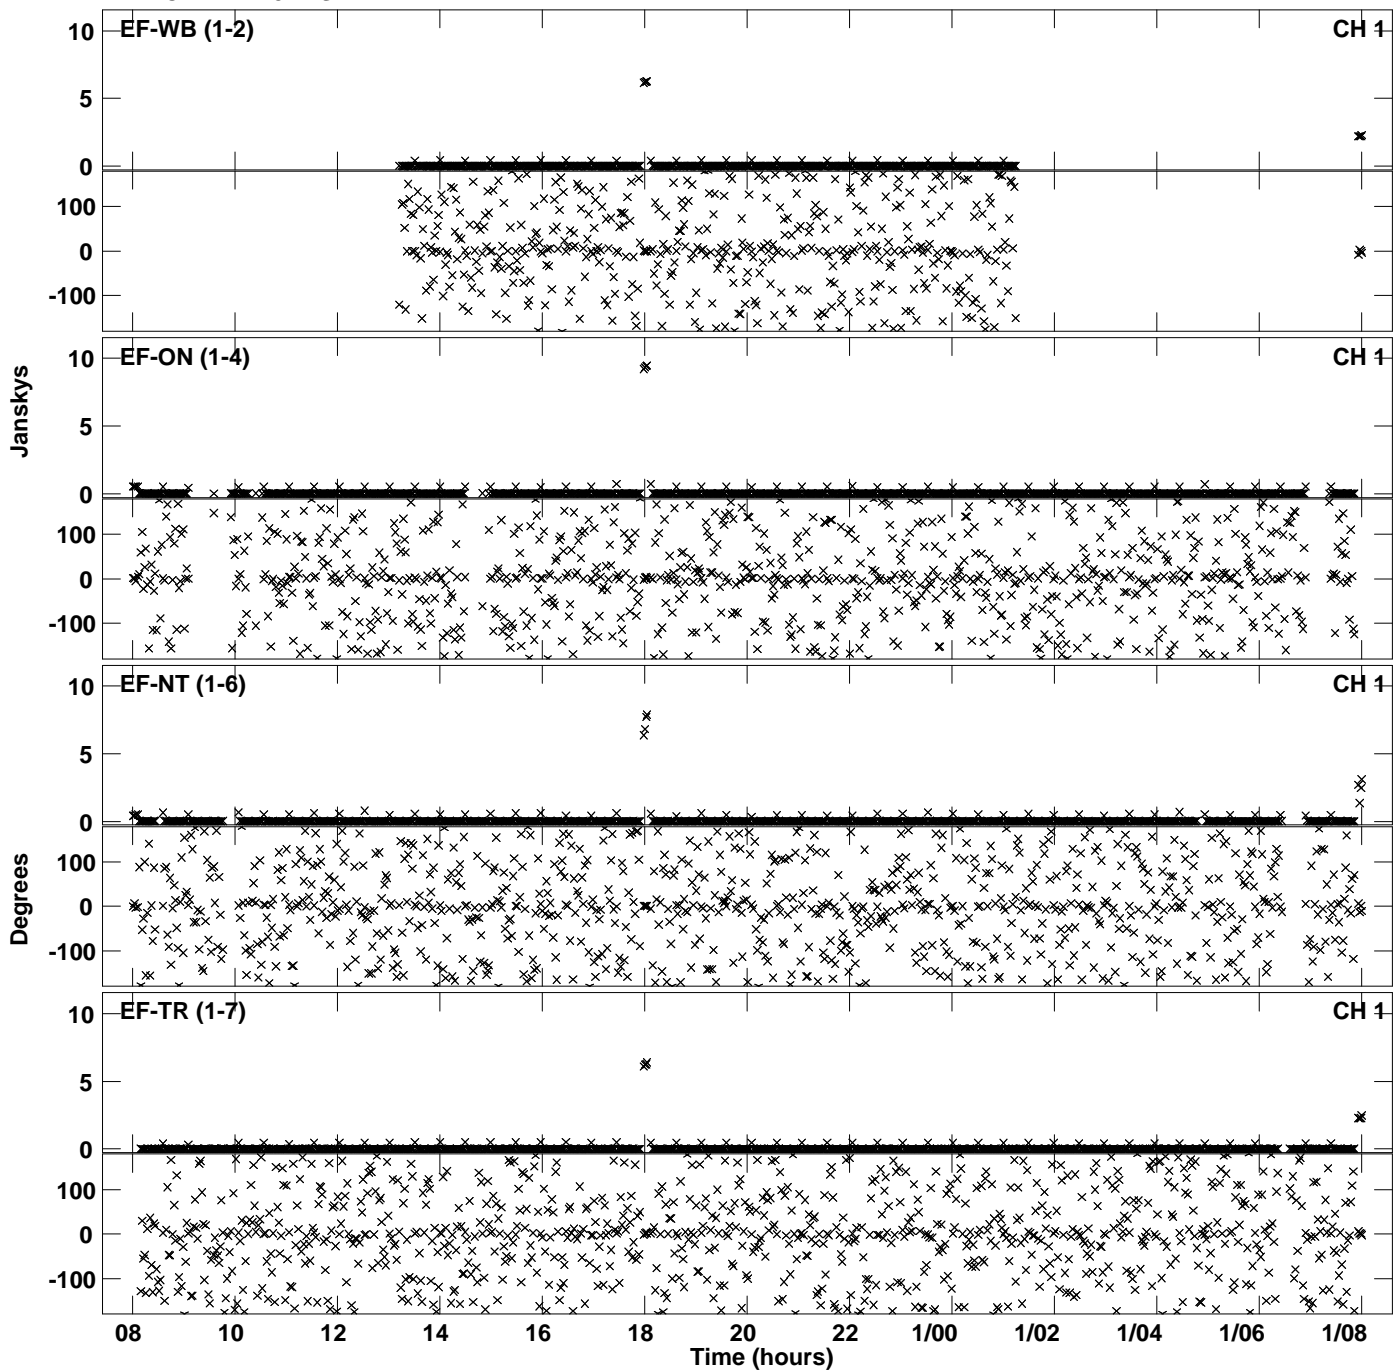 10 EF-WB (1-2) CH 1
5
0
100
0
-100
10 EF-ON (1-4) CH 1
5
0
100
0
-100
Janskys
10 EF-NT (1-6) CH 1
5
0
100
0
-100
Degrees
10 EF-TR (1-7) CH 1
5
0
100
0
-100
08 10 12 14 16 18 20 22 1/00 1/02 1/04 1/06 1/08
Time (hours)